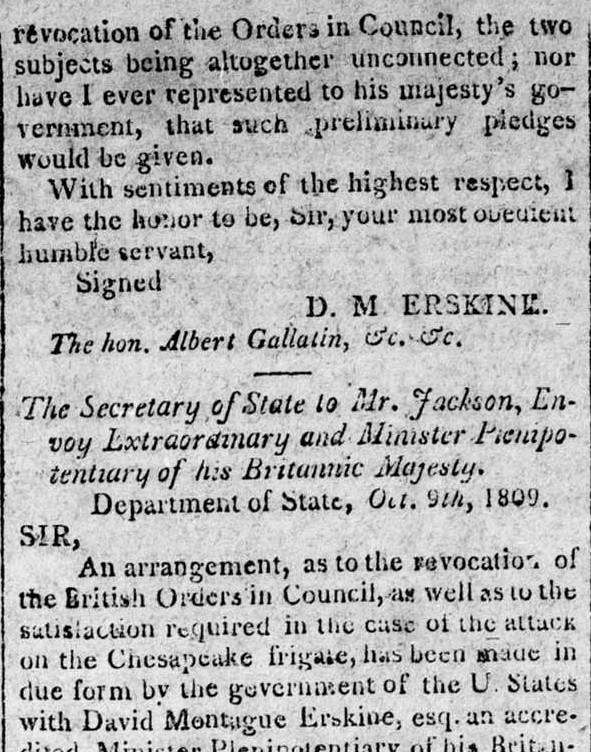 revocation of the Orders in Council, the two
subjects being altogether unconnected; nor
have I ever represented to his majesty's go-
vernment, that such preliminary pledges
would be given.
With sentiments of the highest respect, I
have the honor to be, Sir, your most obedient
humble servant,
Signed
D. M ERSKINE.
The hon. Albert Gallatin, &c. &c.
The Secretary of State to Mr. Jackson, En-
voy Extraordinary and Minister Plenipo-
tentiary of his Britannic Majesty.
Department of State, Oct. 9th, 1809.
SIR,
An arrangement, as to the revocation of
the British Orders in Council, as well as to the
satisfaction required in the case of the attack
on the Chesapeake frigate, has been made in
due form by the government of the U. States
with David Montague Erskine, esq. an accre-
dited Minister Plenipotentiary of his Britan-